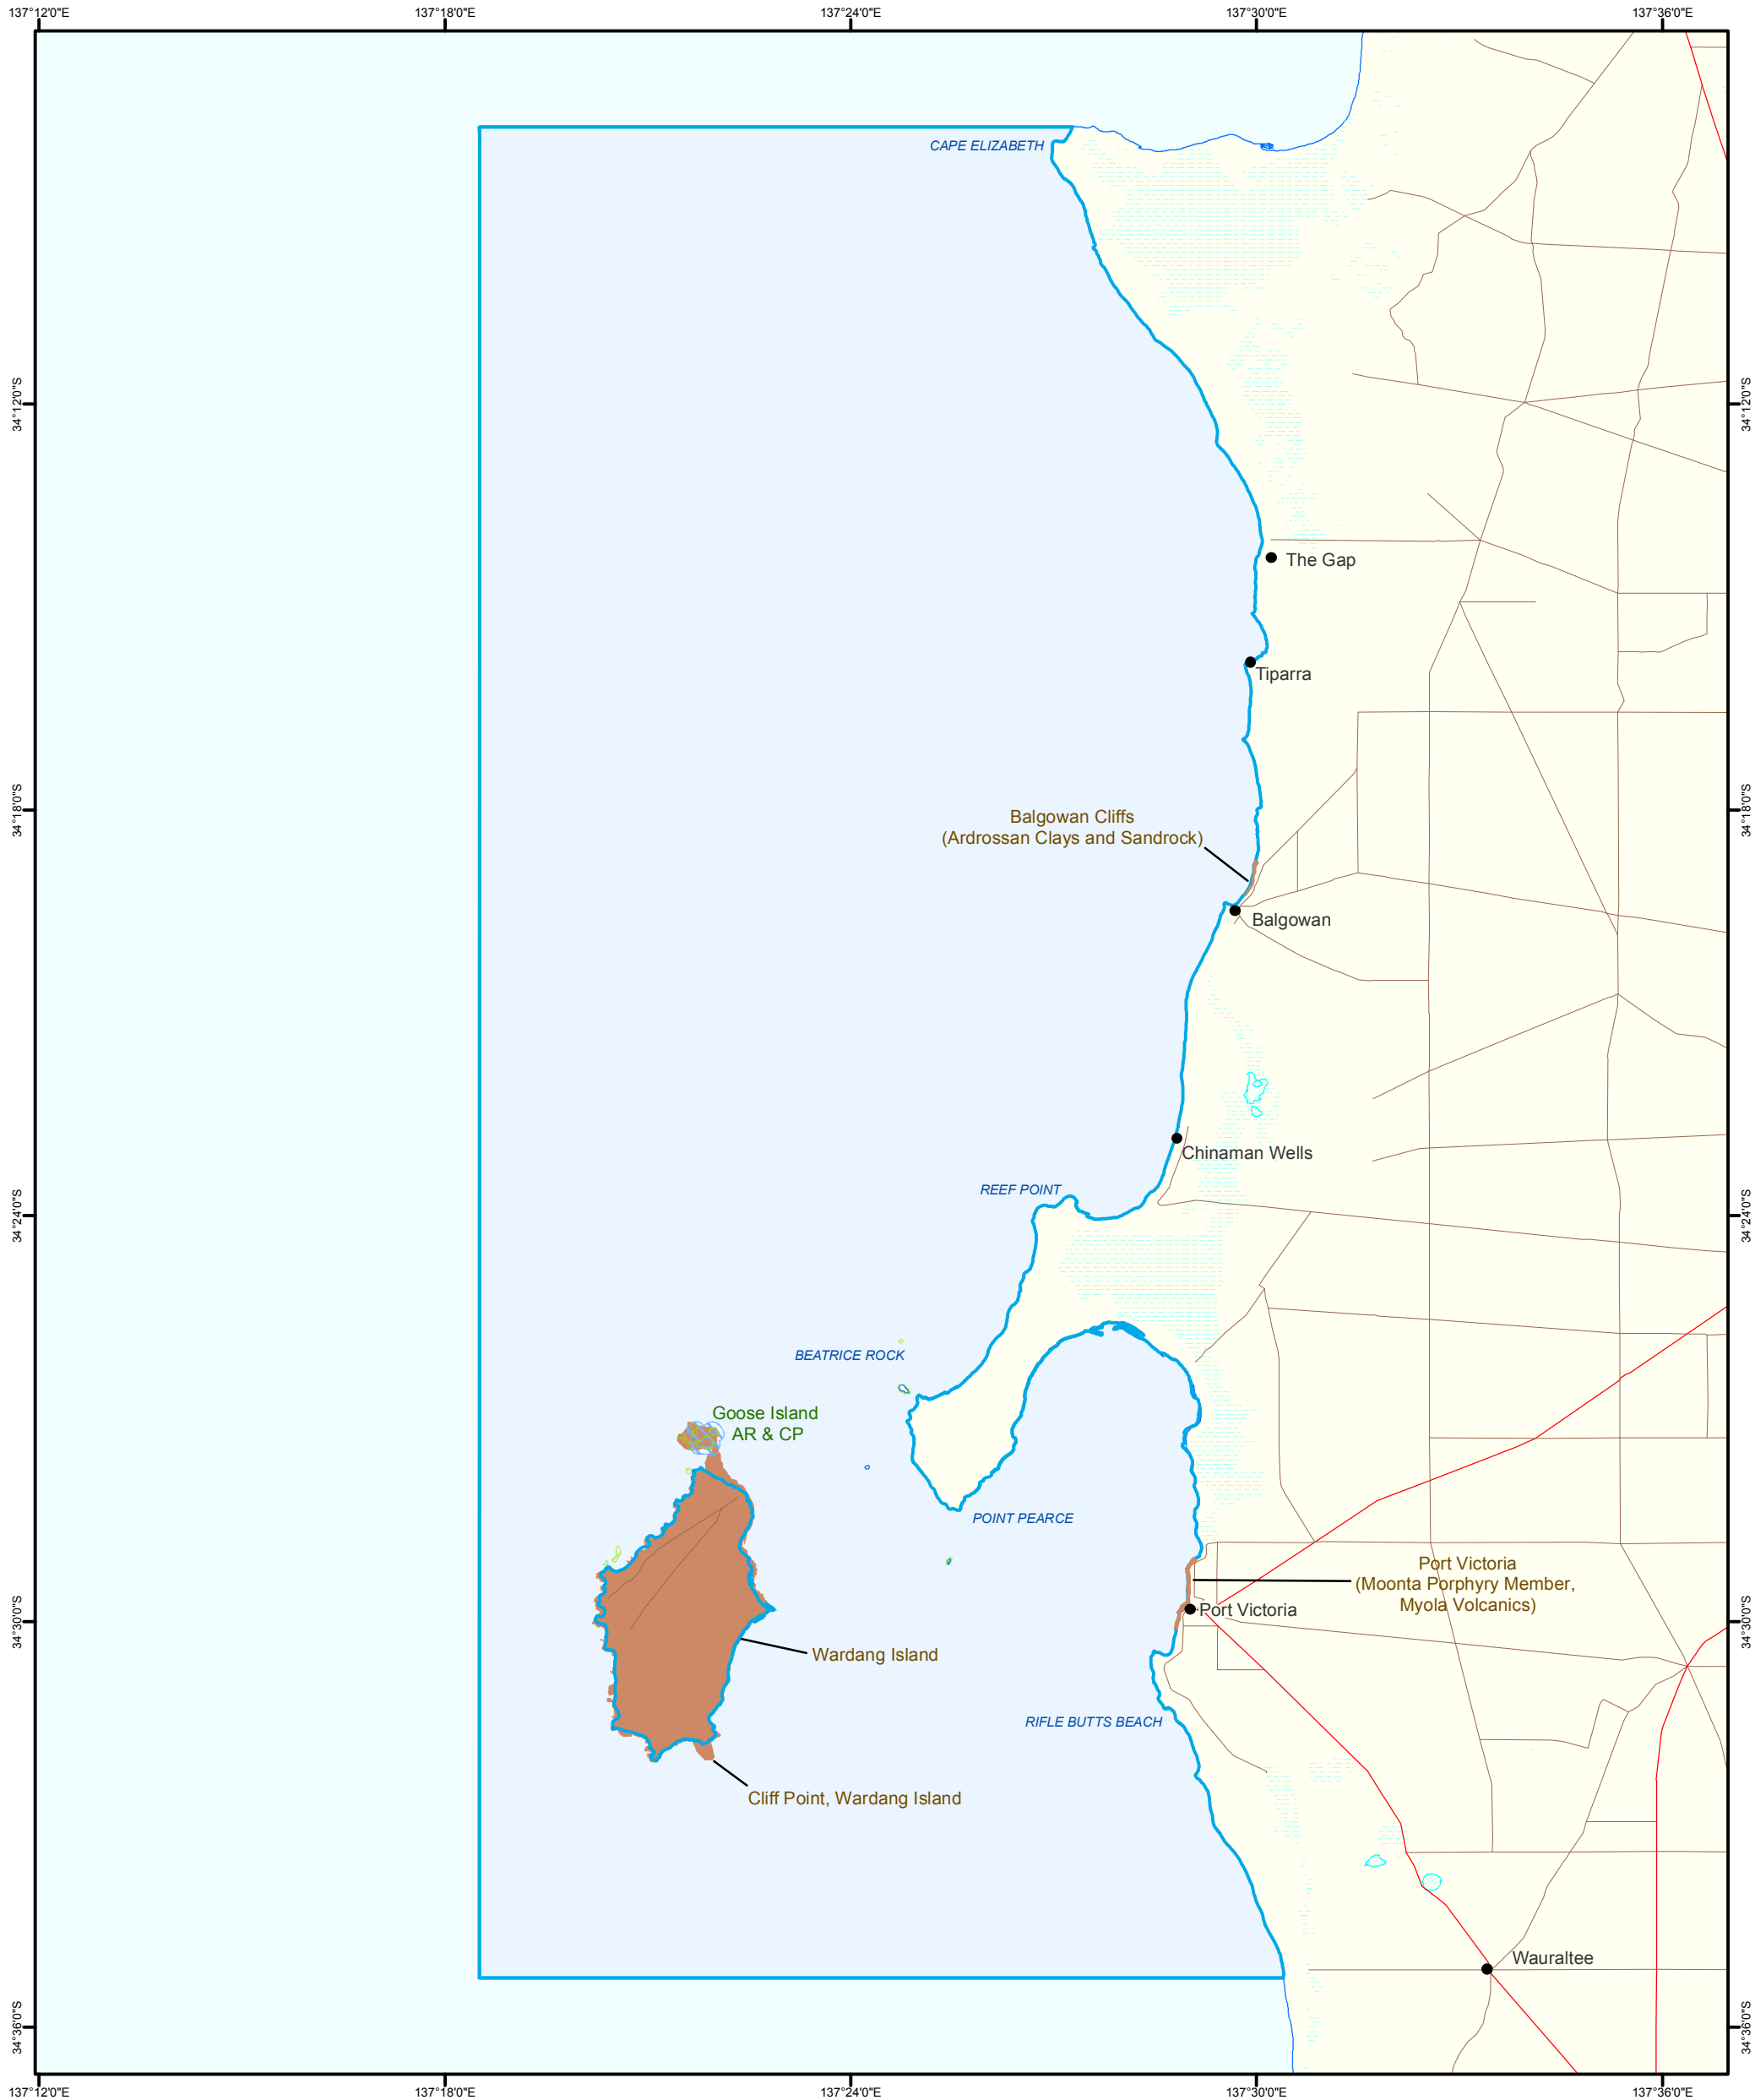 137°12'0"E
137°18'0"E
137°24'0"E
137°30'0"E
137°36'0"E
CAPE ELIZABETH
34°12'0"S
34°12'0"S
The Gap
Tiparra
34°18'0"S
34°18'0"S
Balgowan Cliffs
(Ardrossan Clays and Sandrock)
Balgowan
Chinaman Wells
REEF POINT
34°24'0"S
34°24'0"S
BEATRICE ROCK
Goose Island
AR & CP
POINT PEARCE
Port Victoria
(Moonta Porphyry Member,
Myola Volcanics)
Port Victoria
34°30'0"S
34°30'0"S
Wardang Island
RIFLE BUTTS BEACH
Cliff Point, Wardang Island
Wauraltee
34°36'0"S
34°36'0"S
137°12'0"E
137°18'0"E
137°24'0"E
137°30'0"E
137°36'0"E